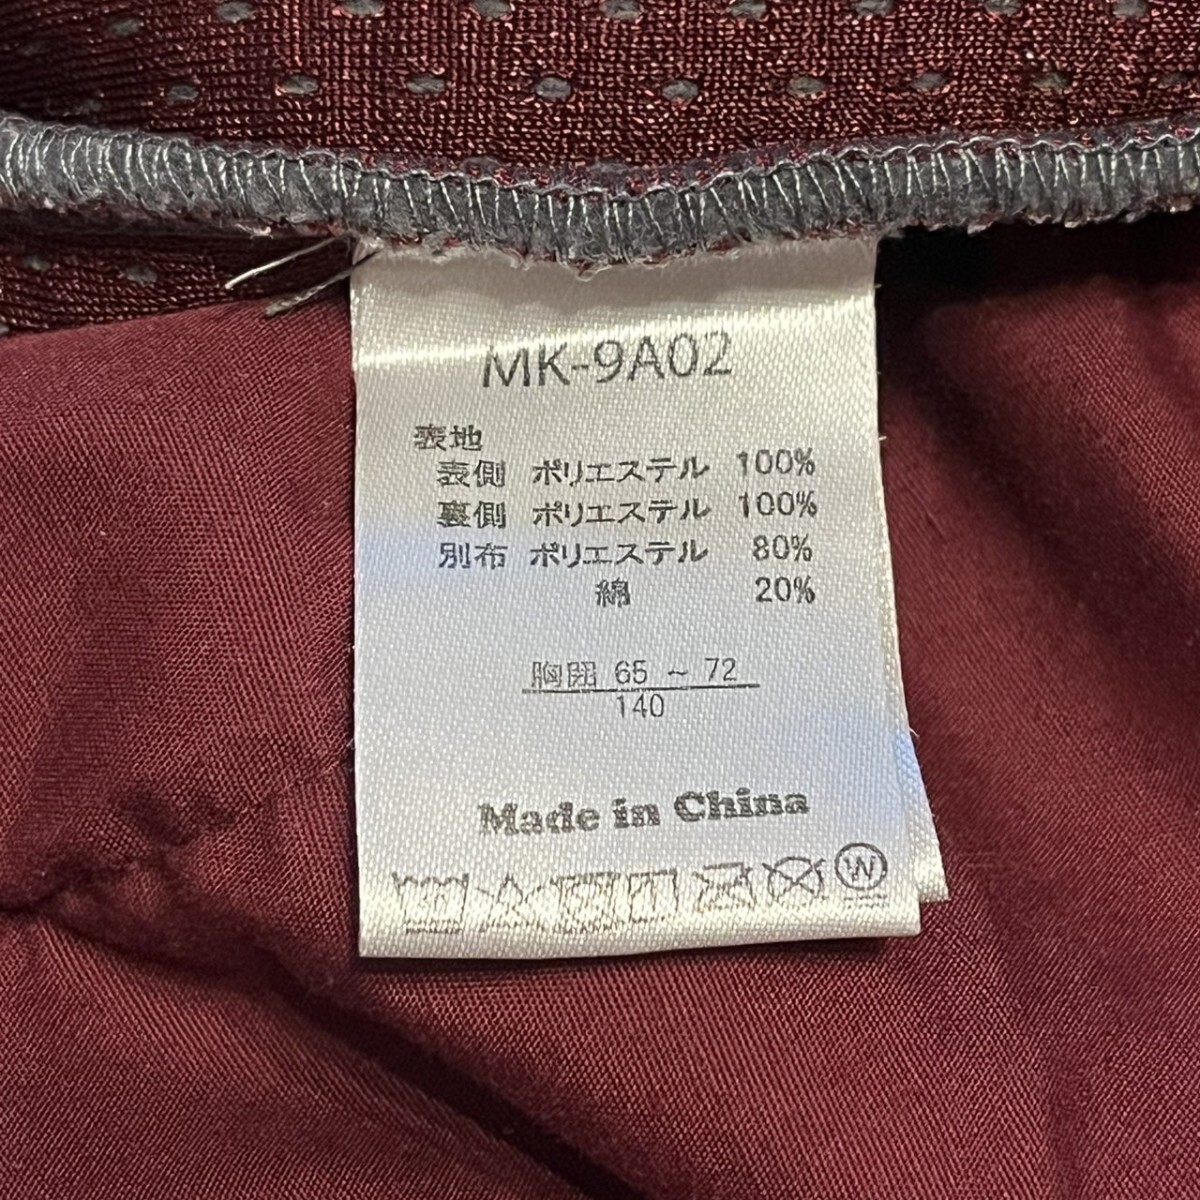 MK-9A02
表地
表側 ポリエステル 100%
裏側 ポリエステル 100%
別布 ポリエステル 80%
綿 20%
胸囲 65 ~ 72
140
Made in China
W